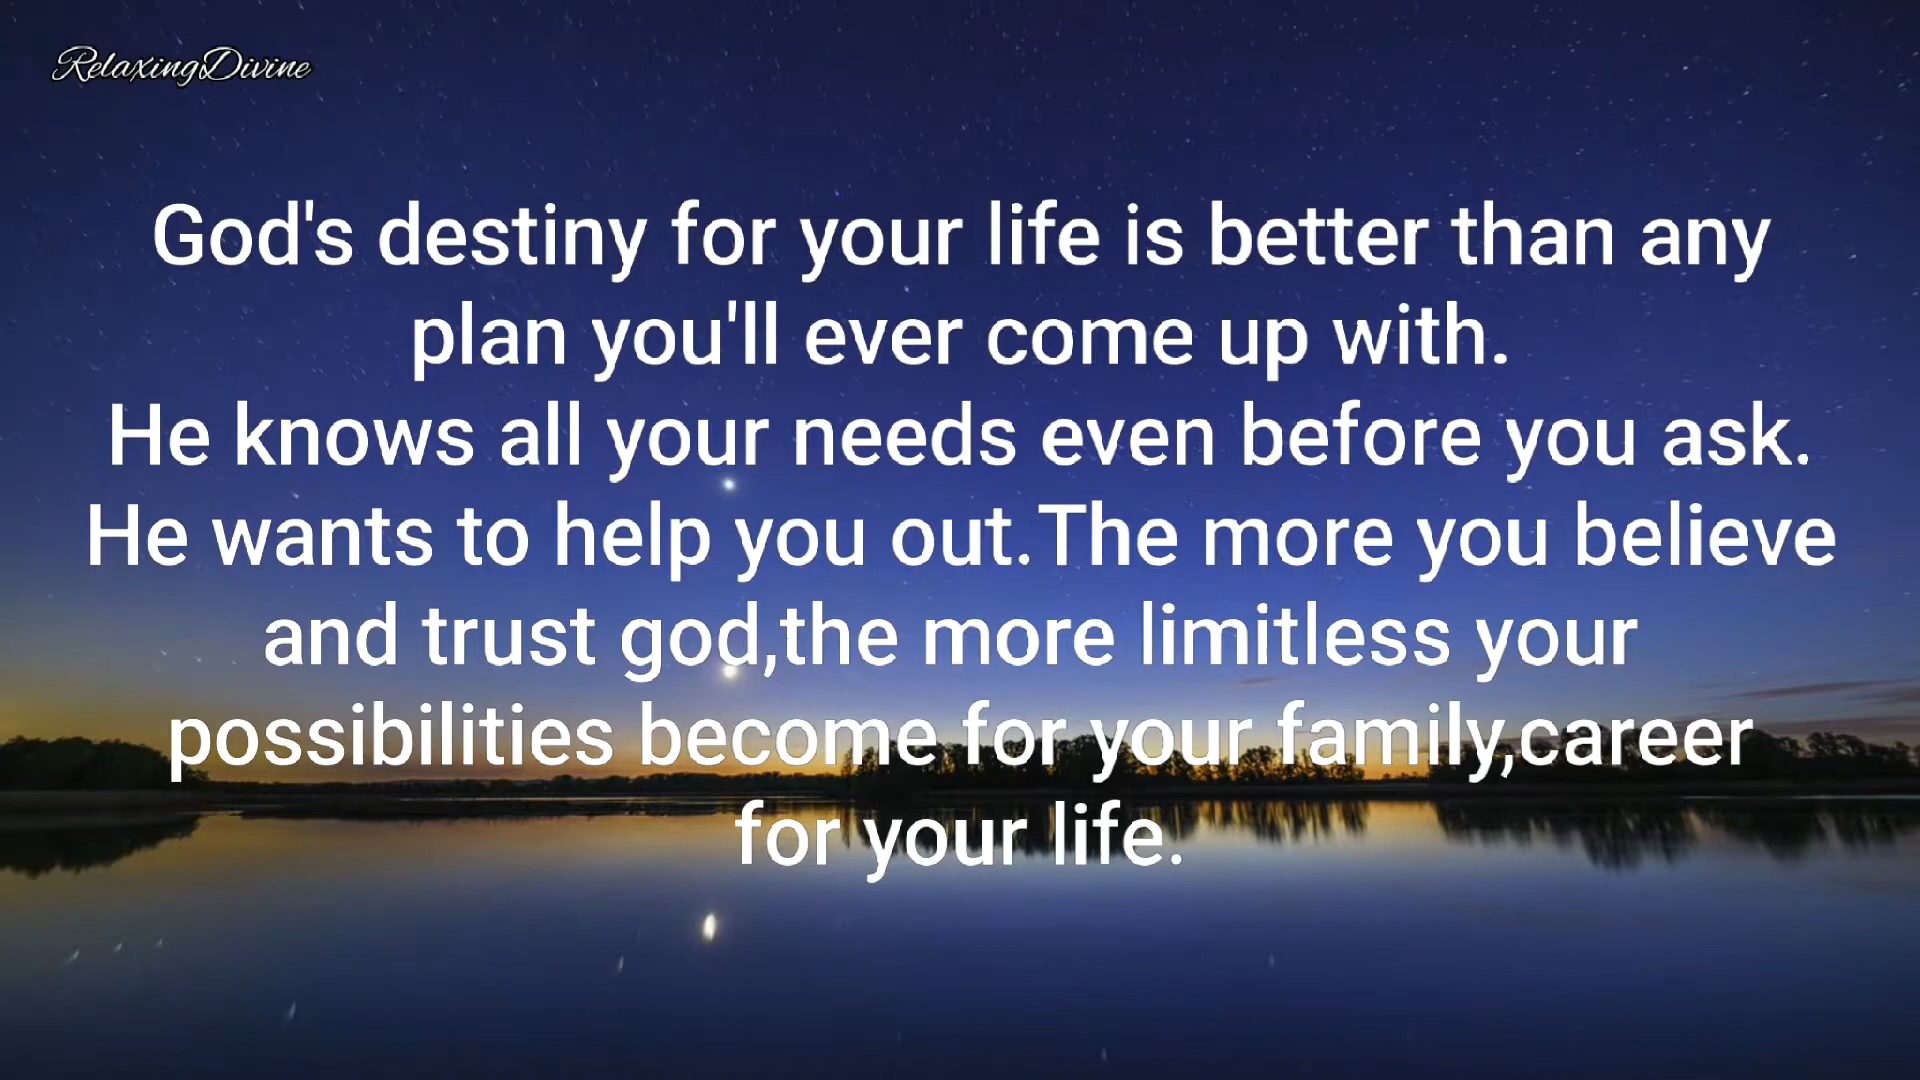 RelaxingDivine
God's destiny for your life is better than any
plan you'll ever come up with.
He knows all your needs even before you ask.
He wants to help you out.The more you believe
and trust god,the more limitless your
possibilities become for your family,career
for your life.